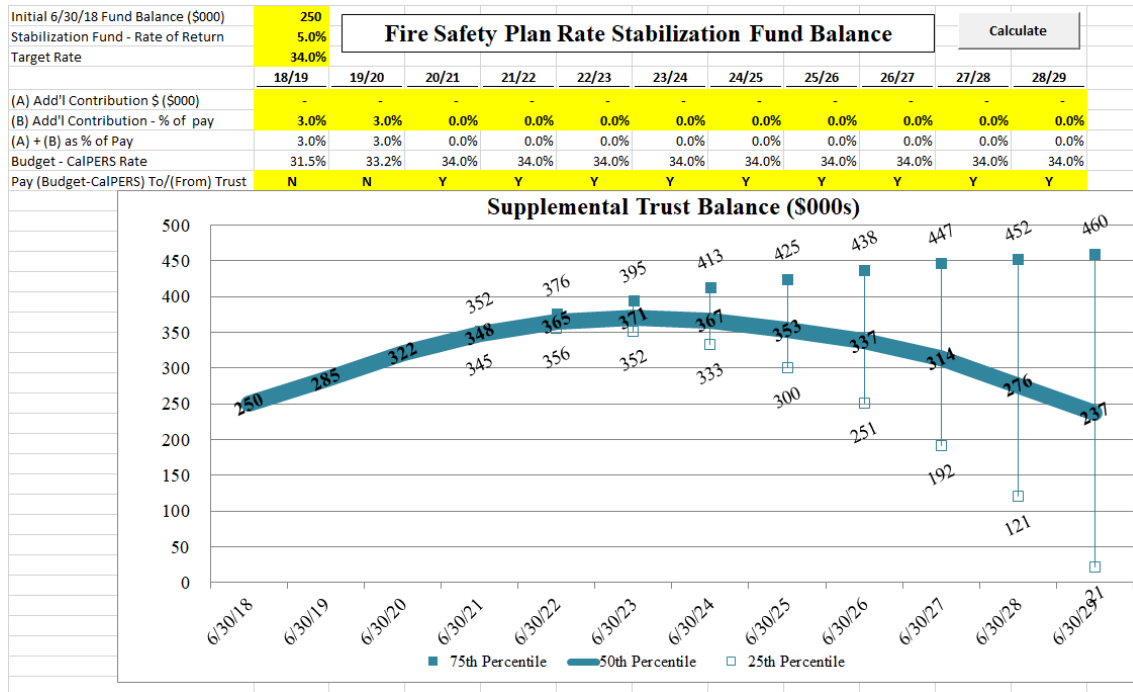 Initial 6/30/18 Fund Balance ($000) 250
Stabilization Fund - Rate of Return 5.0%
Target Rate 34.0%
Fire Safety Plan Rate Stabilization Fund Balance
Calculate
18/19 19/20 20/21 21/22 22/23 23/24 24/25 25/26 26/27 27/28 28/29
(A) Add'l Contribution $ ($000) - - - - - - - - - - -
(B) Add'l Contribution - % of pay 3.0% 3.0% 0.0% 0.0% 0.0% 0.0% 0.0% 0.0% 0.0% 0.0% 0.0%
(A) + (B) as % of Pay 3.0% 3.0% 0.0% 0.0% 0.0% 0.0% 0.0% 0.0% 0.0% 0.0% 0.0%
Budget - CalPERS Rate 31.5% 33.2% 34.0% 34.0% 34.0% 34.0% 34.0% 34.0% 34.0% 34.0% 34.0%
Pay (Budget-CalPERS) To/(From) Trust N N Y Y Y Y Y Y Y Y Y
Supplemental Trust Balance ($000s)
500
450
400
350
300
250
200
150
100
50
0
352 376 395 413 425 438 447 452 460
250 285 322 348 365 371 367 353 337 314 276 237
345 356 352 333 300 251 192 121 21
6/30/18 6/30/19 6/30/20 6/30/21 6/30/22 6/30/23 6/30/24 6/30/25 6/30/26 6/30/27 6/30/28 6/30/29
75th Percentile 50th Percentile 25th Percentile